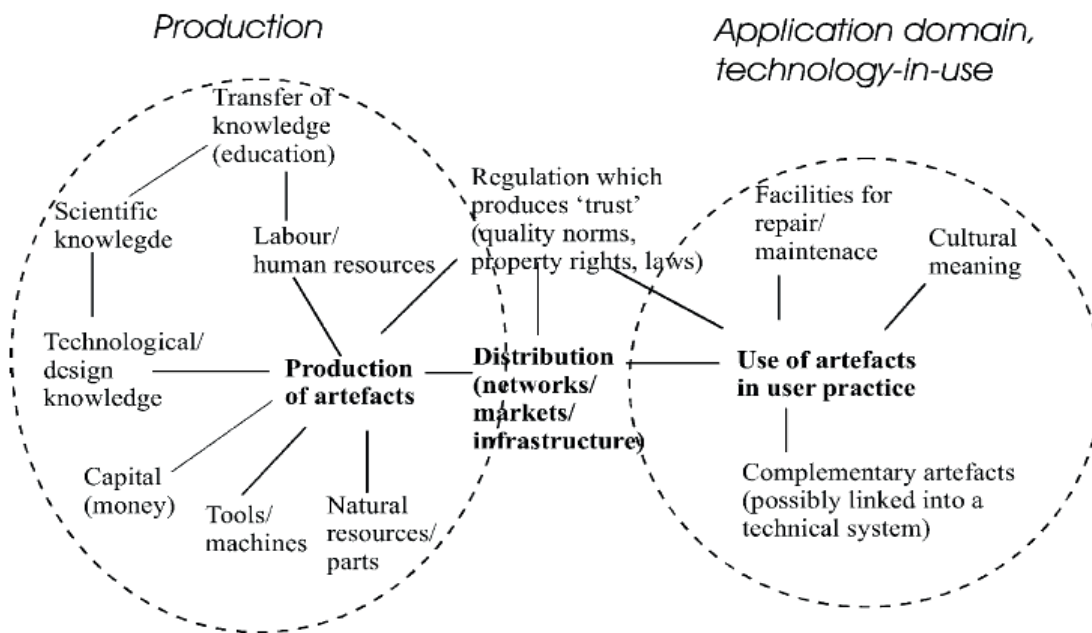 Production
Application domain,
technology-in-use
Transfer of
knowledge
(education)
Scientific
knowlegde
Labour/
human resources
Regulation which
produces ‘trust’
(quality norms,
property rights, laws)
Facilities for
repair/
maintenace
Cultural
meaning
Technological/
design
knowledge
Production
of artefacts
Distribution
(networks/
markets/
infrastructure)
Use of artefacts
in user practice
Capital
(money)
Tools/
machines
Natural
resources/
parts
Complementary artefacts
(possibly linked into a
technical system)